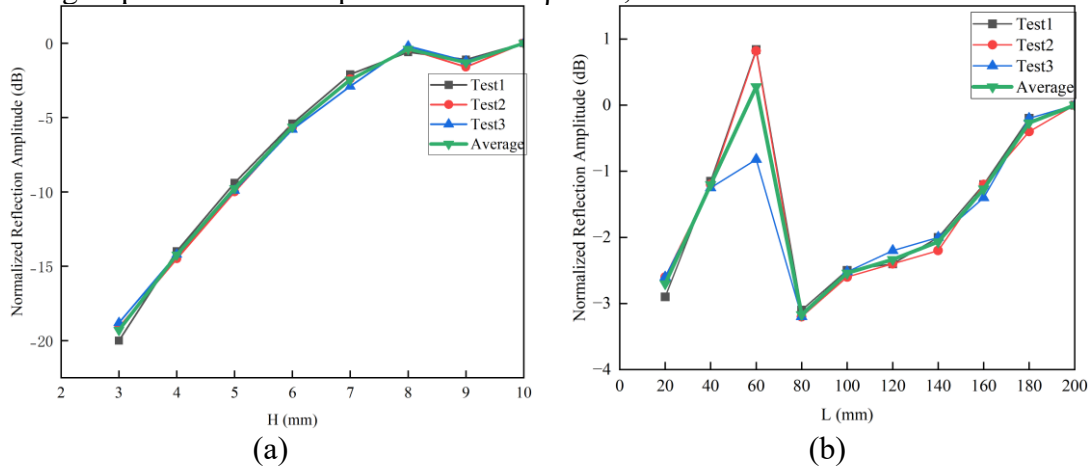 Normalized Reflection Amplitude (dB)
0
-5
-10
-15
-20
2 3 4 5 6 7 8 9 10
H (mm)
Test1
Test2
Test3
Average
(a)
Normalized Reflection Amplitude (dB)
1
0
−1
−2
−3
−4
0 20 40 60 80 100 120 140 160 180 200
L (mm)
Test1
Test2
Test3
Average
(b)